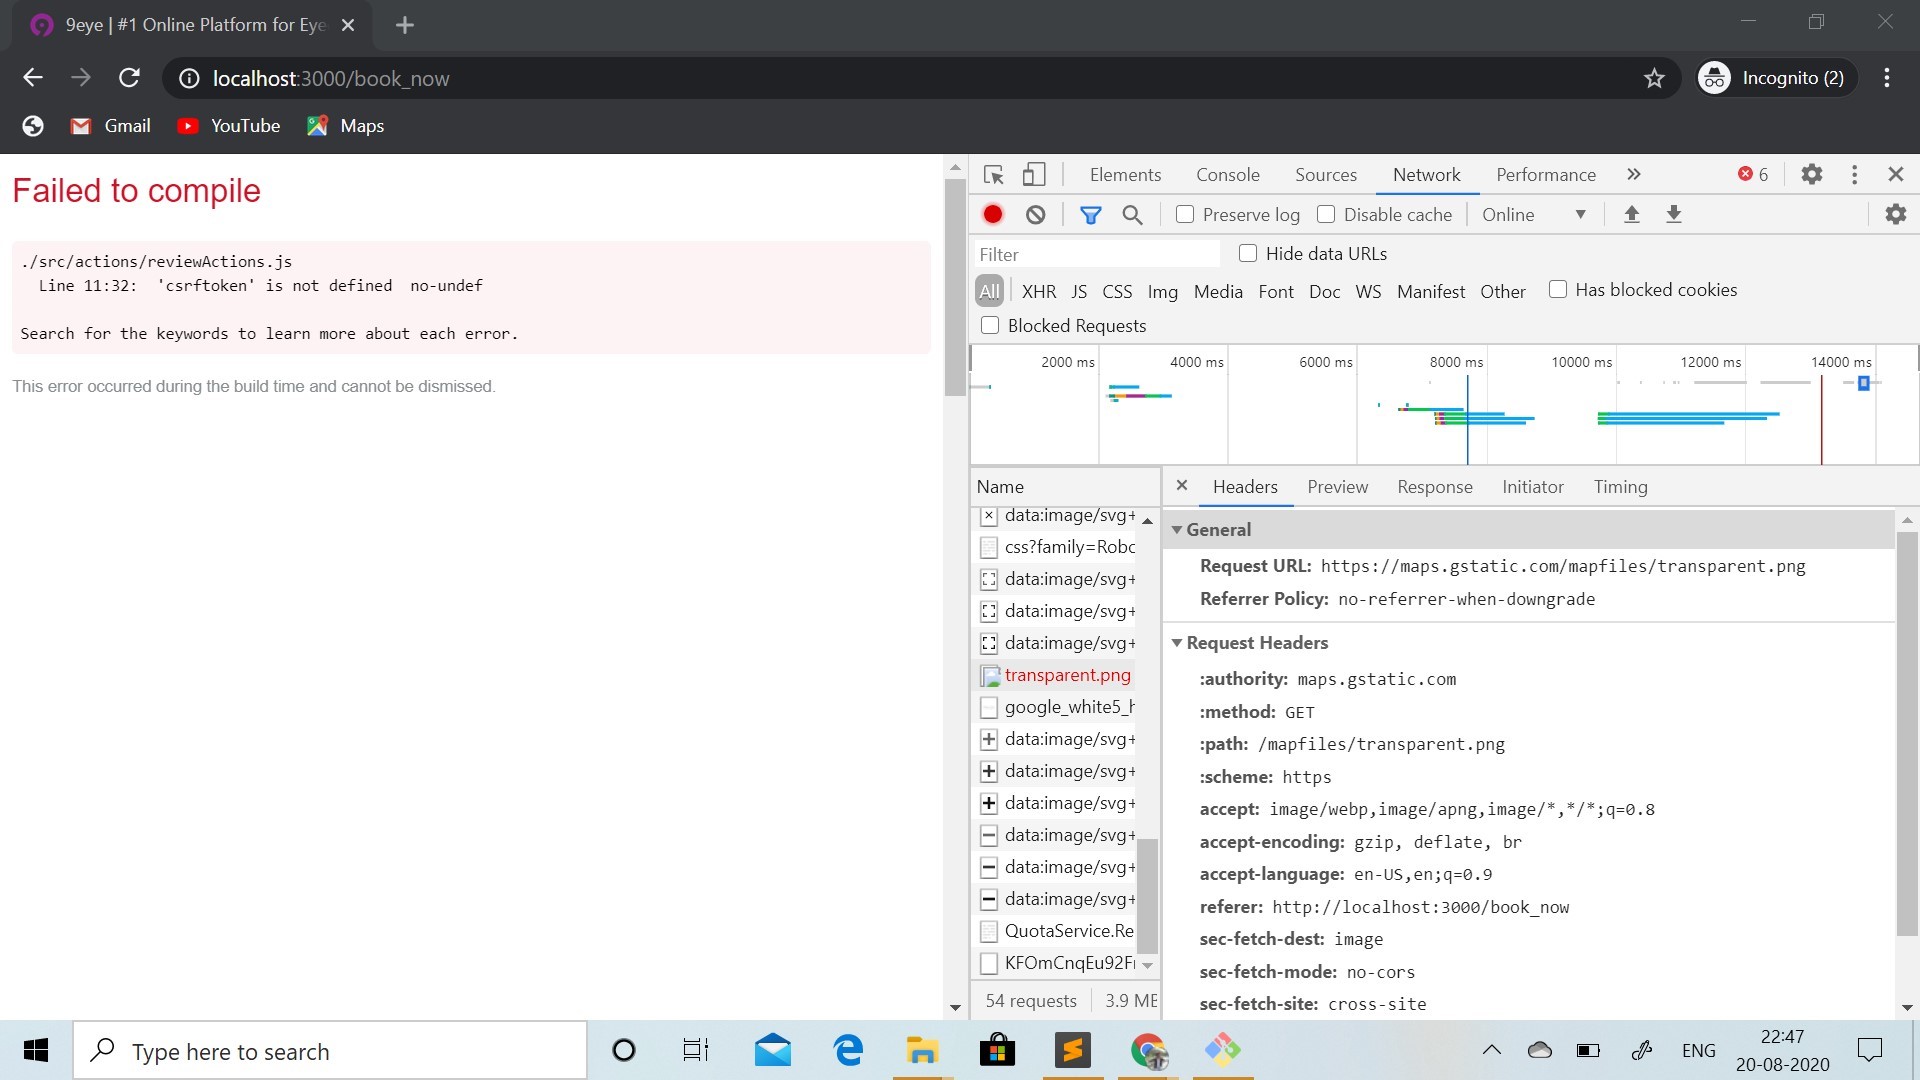 9eye | #1 Online Platform for Eye
localhost:3000/book_now
Incognito (2)
Gmail
YouTube
Maps
Failed to compile
./src/actions/reviewActions.js
Line 11:32: 'csrftoken' is not defined no-undef
Search for the keywords to learn more about each error.
This error occurred during the build time and cannot be dismissed.
Elements Console Sources Network Performance » 6
Preserve log Disable cache Online
Filter Hide data URLs
All XHR JS CSS Img Media Font Doc WS Manifest Other Has blocked cookies
Blocked Requests
2000 ms 4000 ms 6000 ms 8000 ms 10000 ms 12000 ms 14000 ms
Name
data:image/svg+
css?family=Robo
data:image/svg+
data:image/svg+
data:image/svg+
transparent.png
google_white5_h
data:image/svg+
data:image/svg+
data:image/svg+
data:image/svg+
data:image/svg+
data:image/svg+
QuotaService.Re
KFOmCnqEu92Fr
54 requests 3.9 ME
Headers Preview Response Initiator Timing
General
Request URL: https://maps.gstatic.com/mapfiles/transparent.png
Referrer Policy: no-referrer-when-downgrade
Request Headers
:authority: maps.gstatic.com
:method: GET
:path: /mapfiles/transparent.png
:scheme: https
accept: image/webp,image/apng,image/*,*/*;q=0.8
accept-encoding: gzip, deflate, br
accept-language: en-US,en;q=0.9
referer: http://localhost:3000/book_now
sec-fetch-dest: image
sec-fetch-mode: no-cors
sec-fetch-site: cross-site
Type here to search
ENG
22:47
20-08-2020